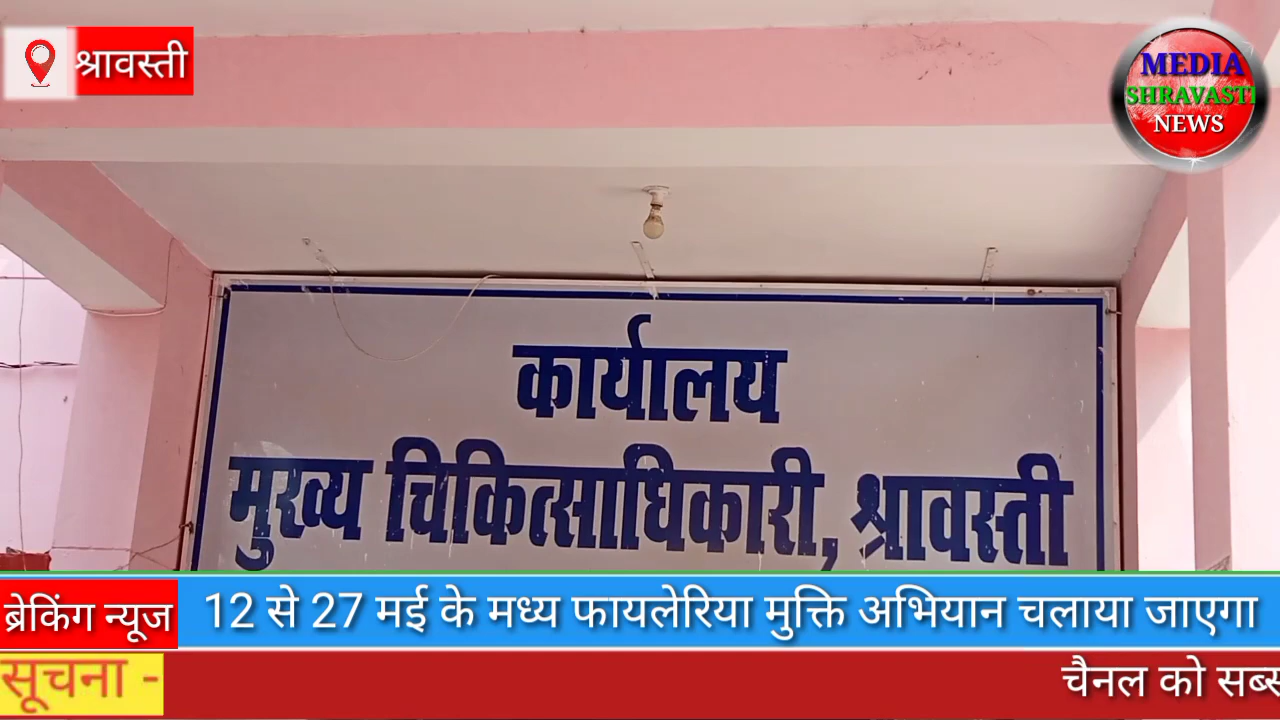 श्रावस्ती
MEDIA
SHRAVASTI
NEWS
कार्यालय
मुख्य चिकित्साधिकारी, श्रावस्ती
ब्रेकिंग न्यूज 12 से 27 मई के मध्य फायलेरिया मुक्ति अभियान चलाया जाएगा
सूचना - चैनल को